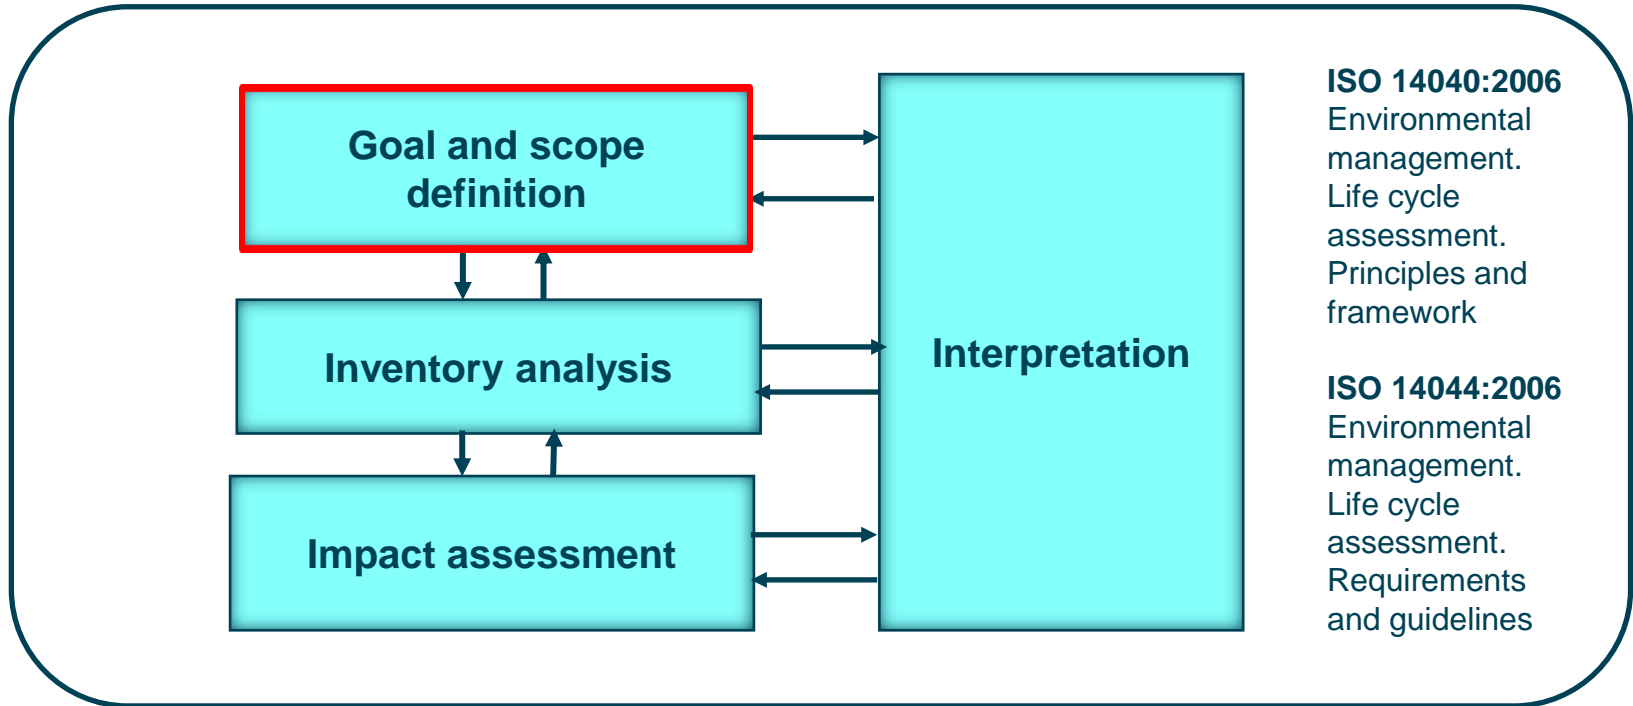 Goal and scope
definition
Inventory analysis
Impact assessment
Interpretation
ISO 14040:2006
Environmental
management.
Life cycle
assessment.
Principles and
framework
ISO 14044:2006
Environmental
management.
Life cycle
assessment.
Requirements
and guidelines